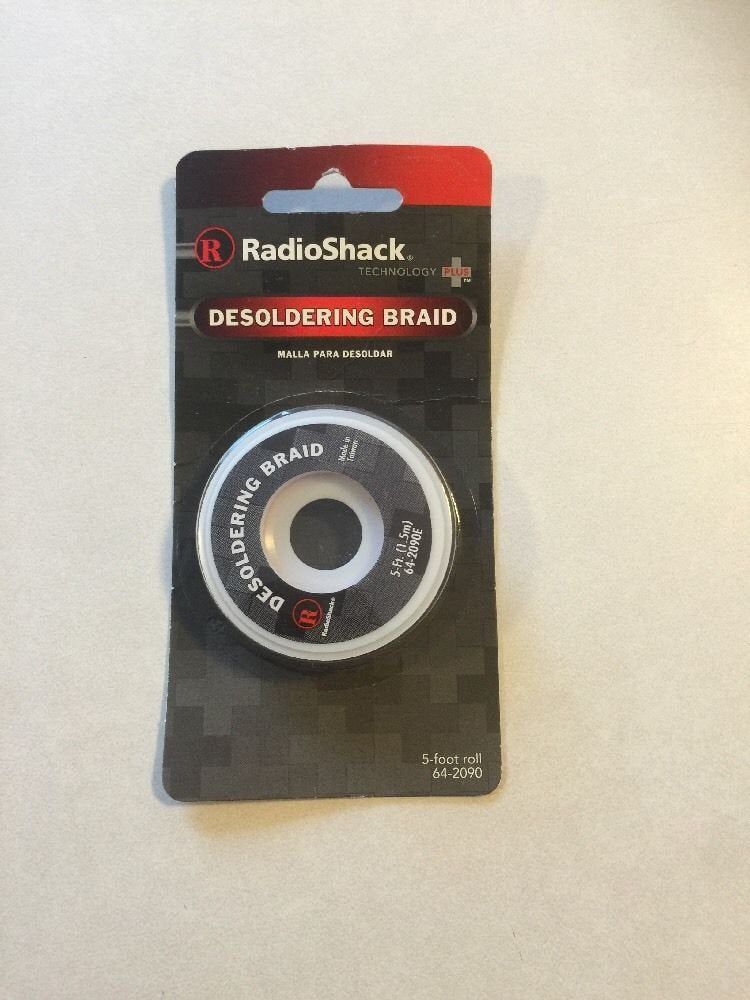 R RadioShack®
TECHNOLOGY PLUS™
DESOLDERING BRAID
MALLA PARA DESOLDAR
DESOLDERING BRAID
Made in
Taiwan
5-Ft. (1.5m)
64-2090E
R
RadioShack®
5-foot roll
64-2090